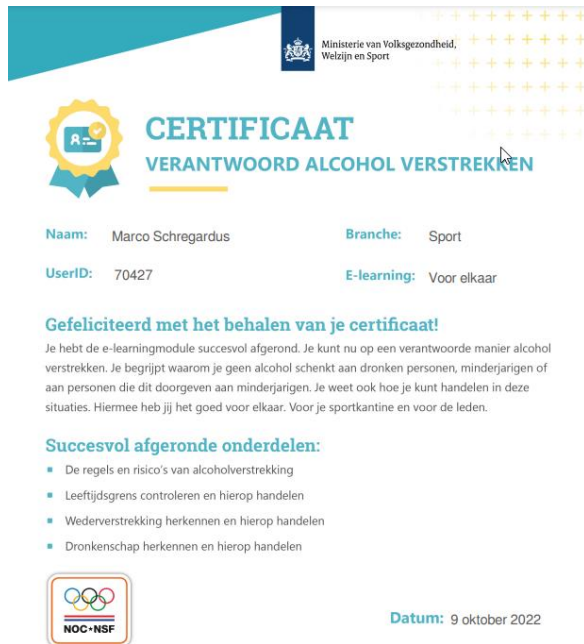 Ministerie van Volksgezondheid,
Welzijn en Sport
CERTIFICAAT
VERANTWOORD ALCOHOL VERSTREKKEN
Naam: Marco Schregardus
Branche: Sport
UserID: 70427
E-learning: Voor elkaar
Gefeliciteerd met het behalen van je certificaat!
Je hebt de e-learningmodule succesvol afgerond. Je kunt nu op een verantwoorde manier alcohol
verstrekken. Je begrijpt waarom je geen alcohol schenkt aan dronken personen, minderjarigen of
aan personen die dit doorgeven aan minderjarigen. Je weet ook hoe je kunt handelen in deze
situaties. Hiermee heb jij het goed voor elkaar. Voor je sportkantine en voor de leden.
Succesvol afgeronde onderdelen:
De regels en risico's van alcoholverstrekking
Leeftijdsgrens controleren en hierop handelen
Wederverstrekking herkennen en hierop handelen
Dronkenschap herkennen en hierop handelen
NOC*NSF
Datum: 9 oktober 2022